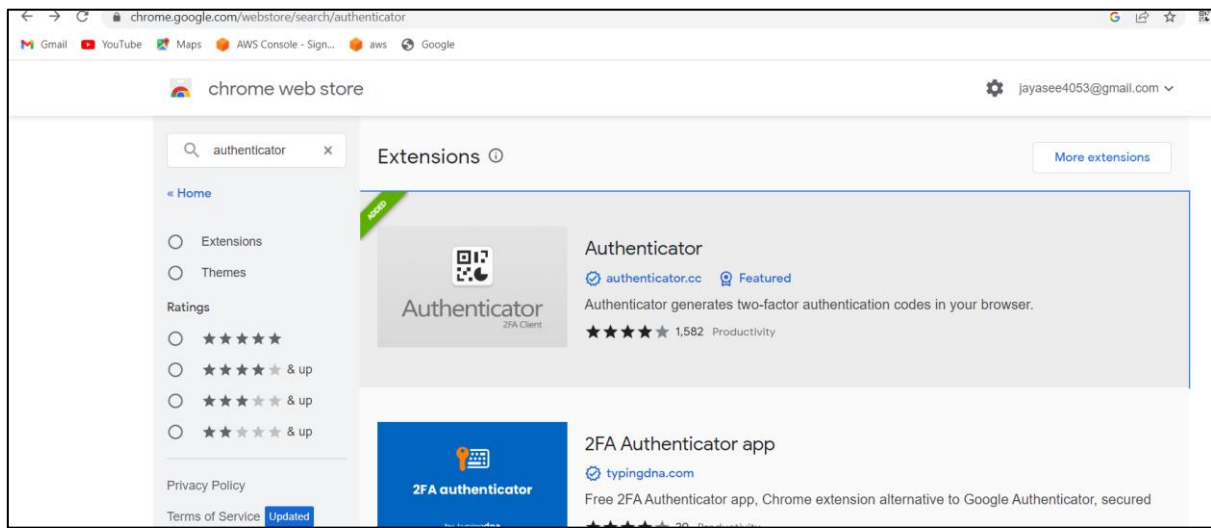 chrome.google.com/webstore/search/authenticator
Gmail YouTube Maps AWS Console - Sign... aws Google
chrome web store
jayasee4053@gmail.com
authenticator
Extensions
More extensions
« Home
Extensions
Themes
Ratings
& up
& up
& up
Privacy Policy
Terms of Service Updated
ADDED
Authenticator
2FA Client
Authenticator
authenticator.cc Featured
Authenticator generates two-factor authentication codes in your browser.
1,582 Productivity
2FA authenticator
2FA Authenticator app
typingdna.com
Free 2FA Authenticator app, Chrome extension alternative to Google Authenticator, secured